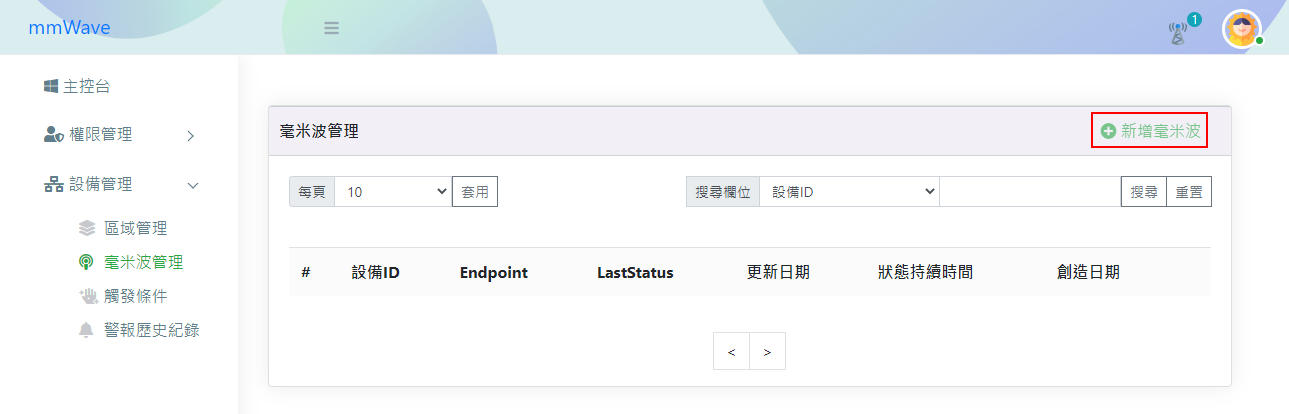 mmWave
1
主控台
權限管理
設備管理
區域管理
毫米波管理
觸發條件
警報歷史紀錄
毫米波管理
新增毫米波
每頁 10 套用 搜尋欄位 設備ID 搜尋 重置
# 設備ID Endpoint LastStatus 更新日期 狀態持續時間 創造日期
< >